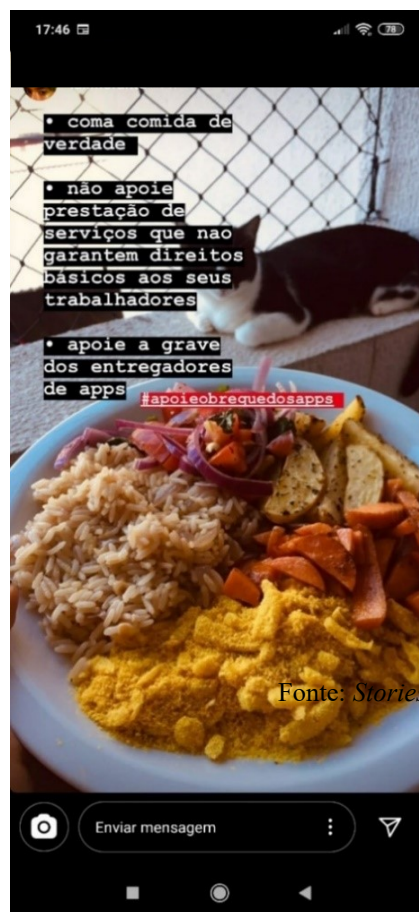 17:46
78
• coma comida de
verdade
• não apoie
prestação de
serviços que nao
garantem direitos
básicos aos seus
trabalhadores
• apoie a grave
dos entregadores
de apps
#apoieobrequedosapps
Fonte: Stories
Enviar mensagem